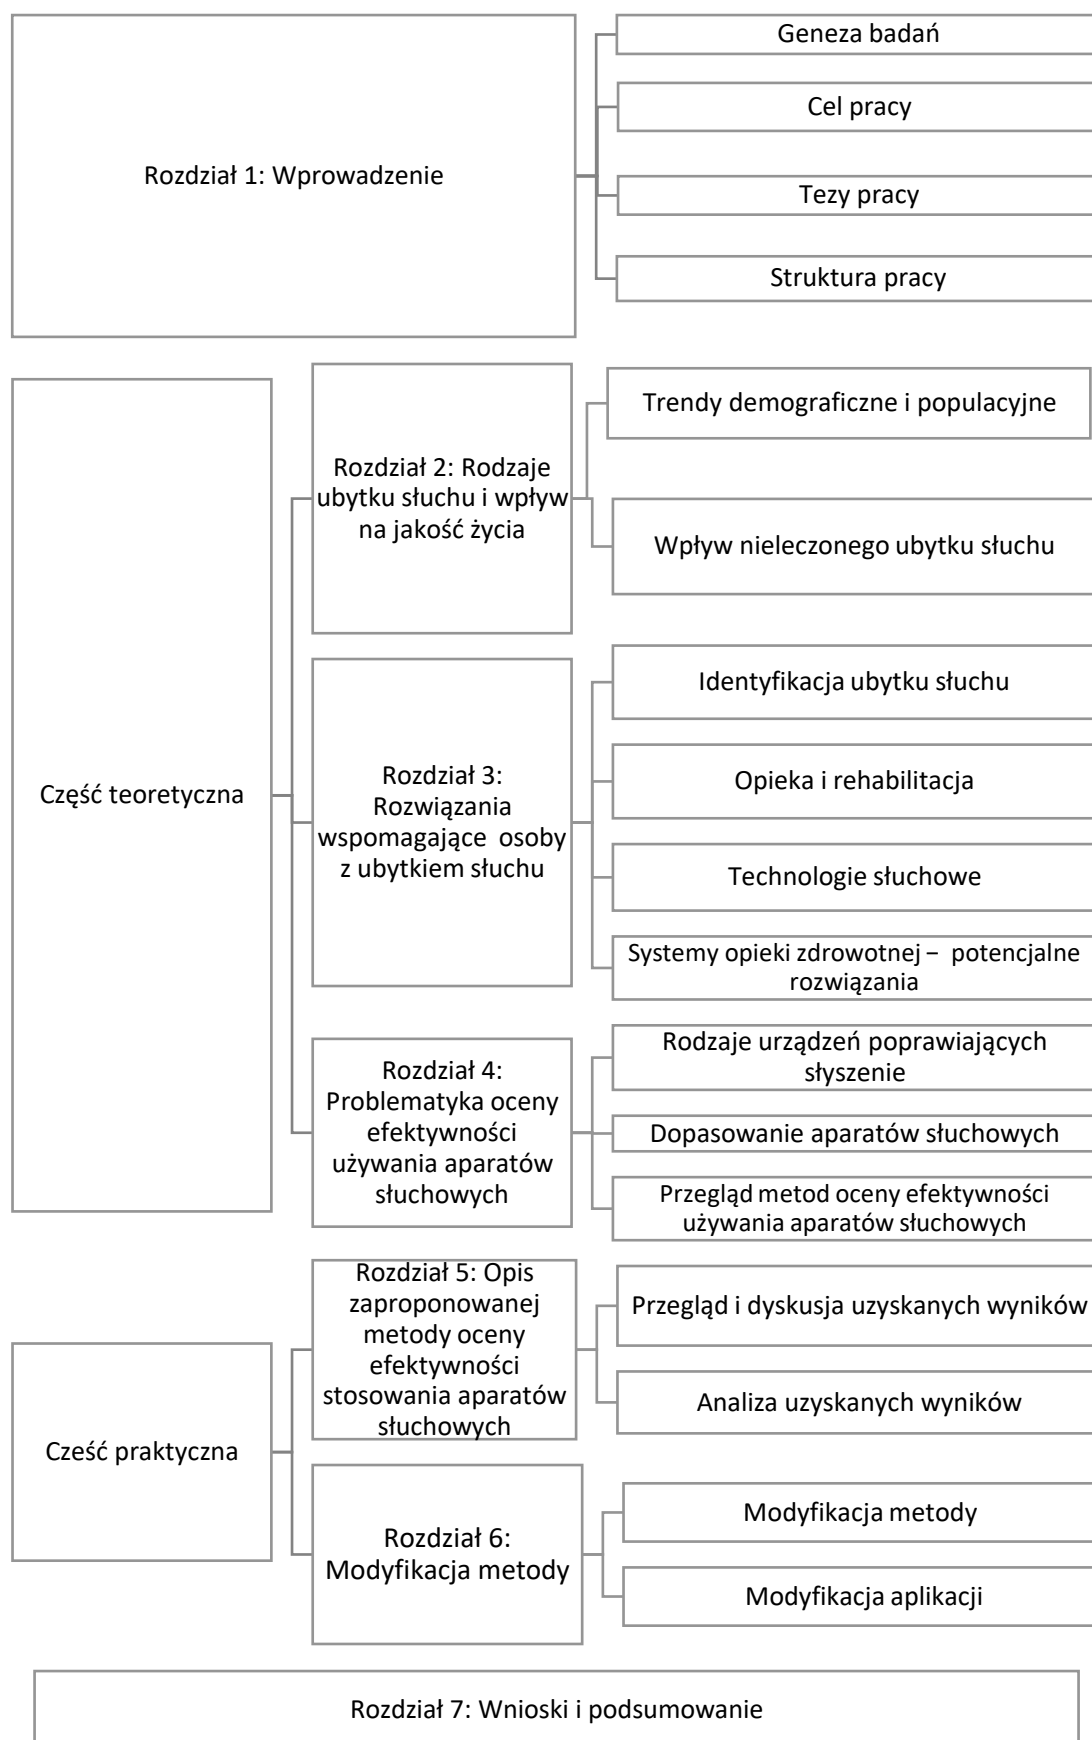 Rozdział 1: Wprowadzenie
Geneza badań
Cel pracy
Tezy pracy
Struktura pracy
Część teoretyczna
Rozdział 2: Rodzaje
ubytku słuchu i wpływ
na jakość życia
Trendy demograficzne i populacyjne
Wpływ nieleczonego ubytku słuchu
Rozdział 3:
Rozwiązania
wspomagające osoby
z ubytkiem słuchu
Identyfikacja ubytku słuchu
Opieka i rehabilitacja
Technologie słuchowe
Systemy opieki zdrowotnej – potencjalne
rozwiązania
Rozdział 4:
Problematyka oceny
efektywności
używania aparatów
słuchowych
Rodzaje urządzeń poprawiających
słyszenie
Dopasowanie aparatów słuchowych
Przegląd metod oceny efektywności
używania aparatów słuchowych
Cześć praktyczna
Rozdział 5: Opis
zaproponowanej
metody oceny
efektywności
stosowania aparatów
słuchowych
Przegląd i dyskusja uzyskanych wyników
Analiza uzyskanych wyników
Rozdział 6:
Modyfikacja metody
Modyfikacja metody
Modyfikacja aplikacji
Rozdział 7: Wnioski i podsumowanie